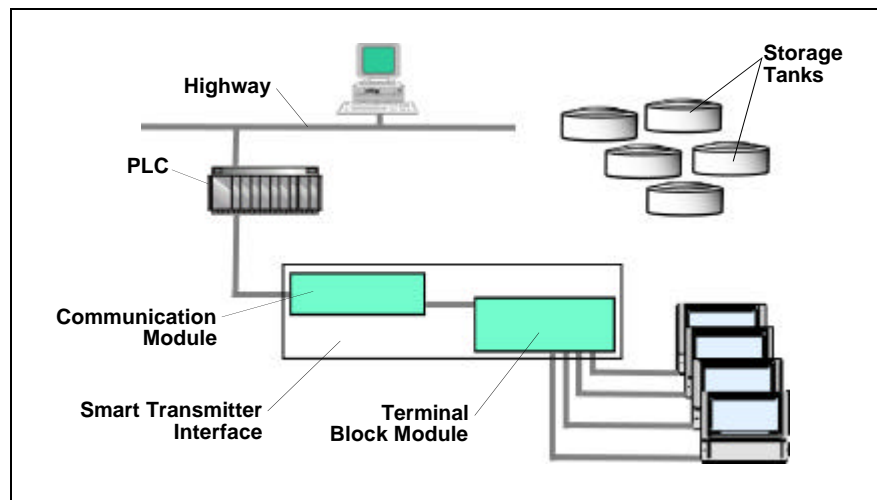 Storage
Tanks
Highway
PLC
Communication
Module
Smart Transmitter
Interface
Terminal
Block Module